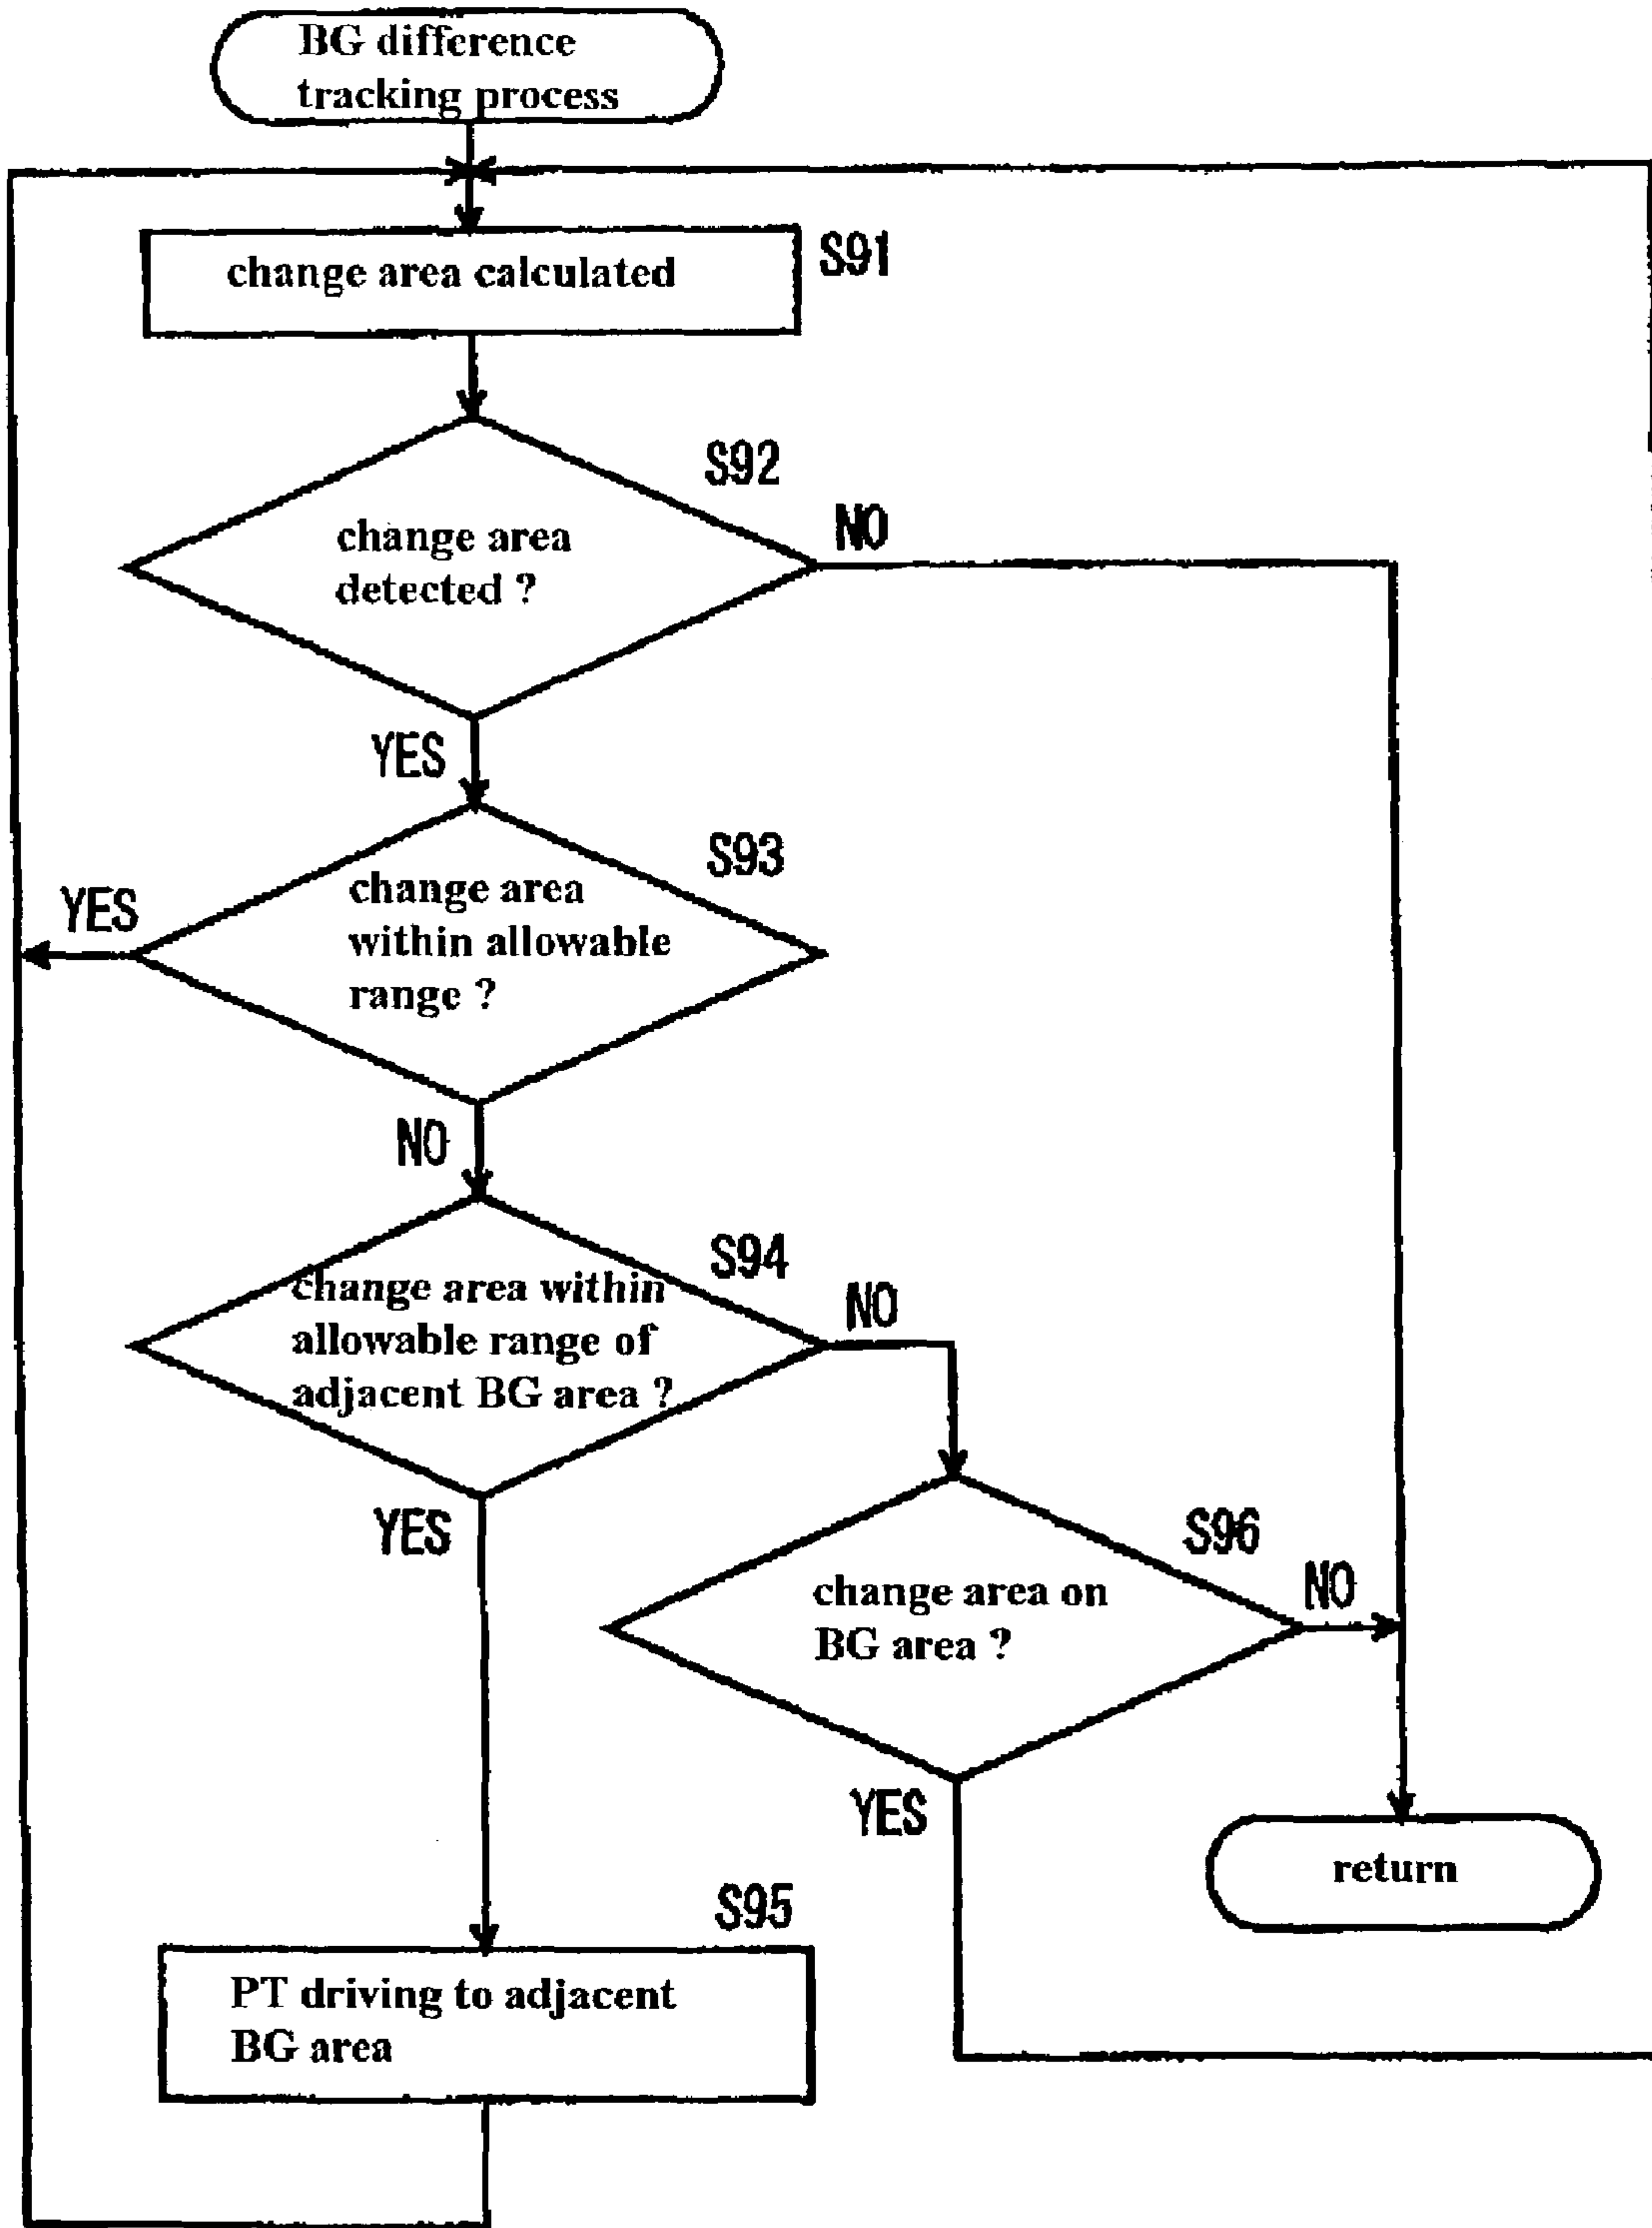 BG difference
tracking process
change area calculated
S91
S92
change area
detected ?
NO
YES
S93
change area
within allowable
range ?
YES
NO
S94
change area within
allowable range of
adjacent BG area ?
NO
YES
S96
change area on
BG area ?
NO
YES
return
S95
PT driving to adjacent
BG area